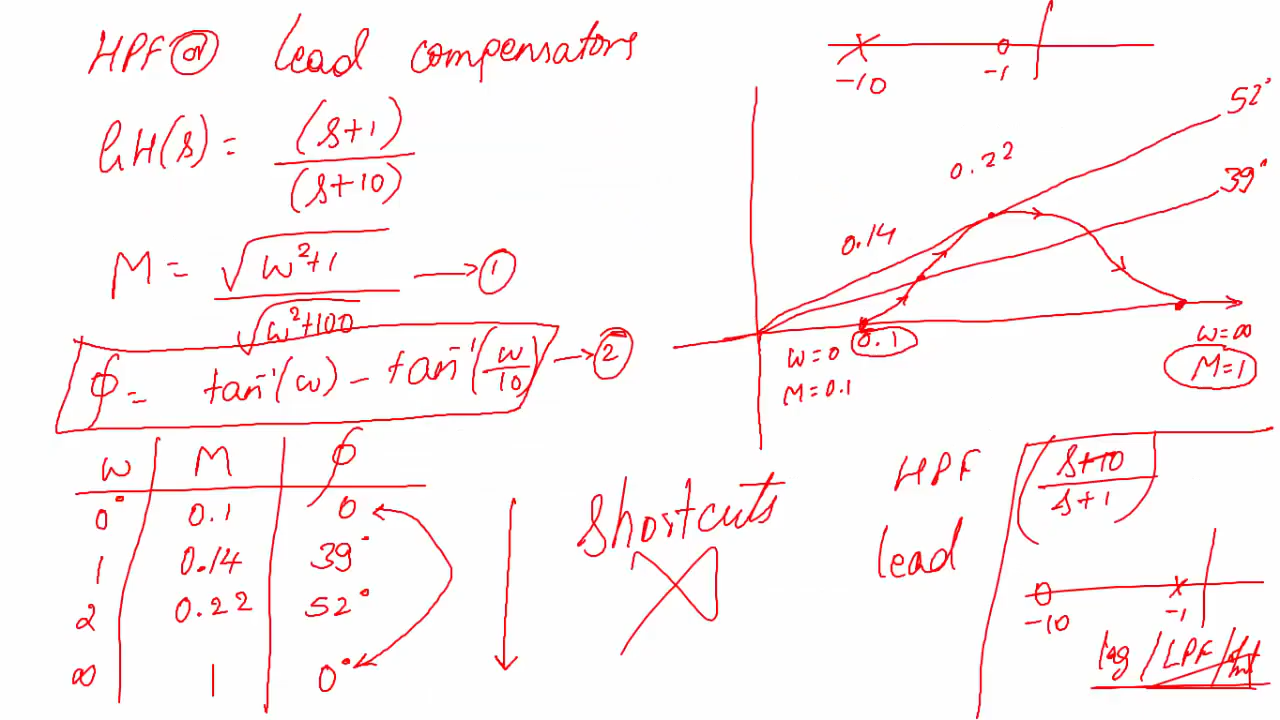 HPF or Lead compensators
GH(s) = (s+1) / (s+10)
M = √(ω²+1) / √(ω²+100) → 1
φ = tan⁻¹(ω) - tan⁻¹(ω/10) → 2
ω M φ
0° 0.1 0
1 0.14 39°
2 0.22 52°
∞ 1 0°
Shortcuts
-10 -1
52°
39°
0.22
0.14
ω=0 0.1
M=0.1
ω=∞
M=1
HPF
lead
(s+10 / s+1)
-10 -1
lag / LPF /